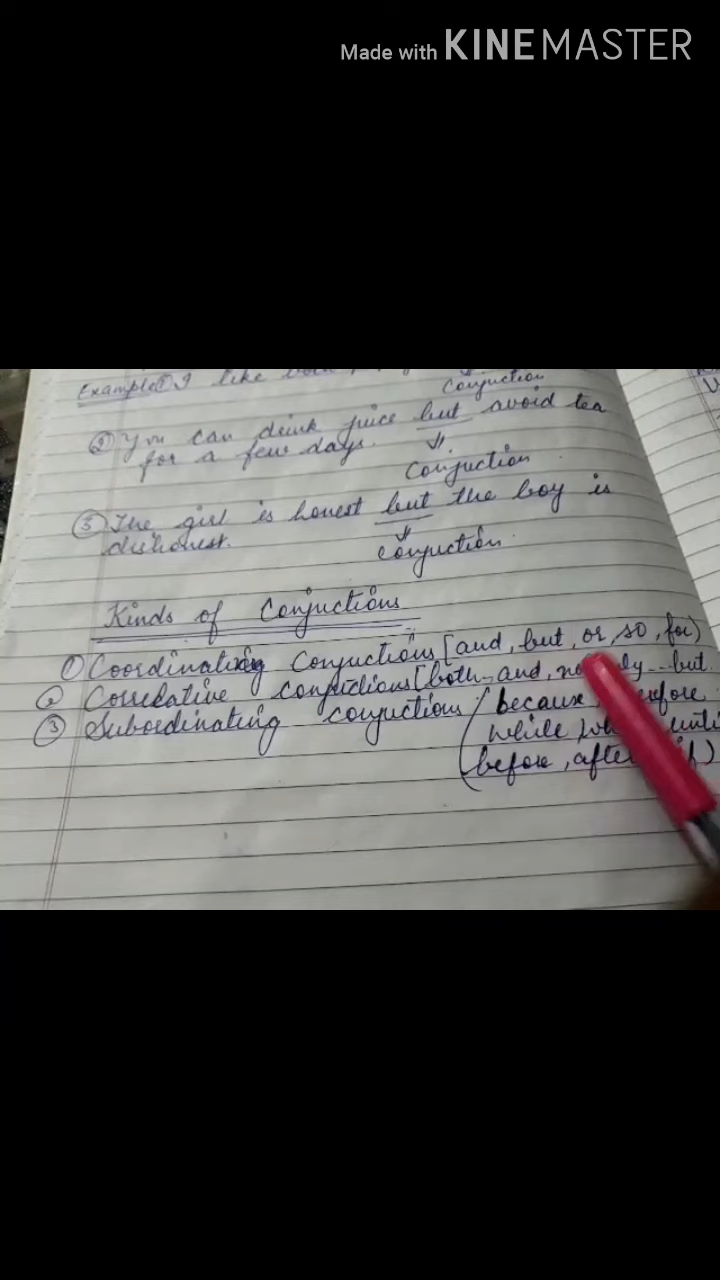 Made with KINEMASTER
Example ① I like
Conjuction
② You can drink juice but avoid tea
for a few days.
Conjuction
③ The girl is honest but the boy is
dishonest.
Conjuction
Kinds of Conjuctions
① Coordinating Conjuctions [and, but, or, so, for)
② Correlative conjuctions [both - and, but
③ Subordinating conjuctions (because,
while
before, after